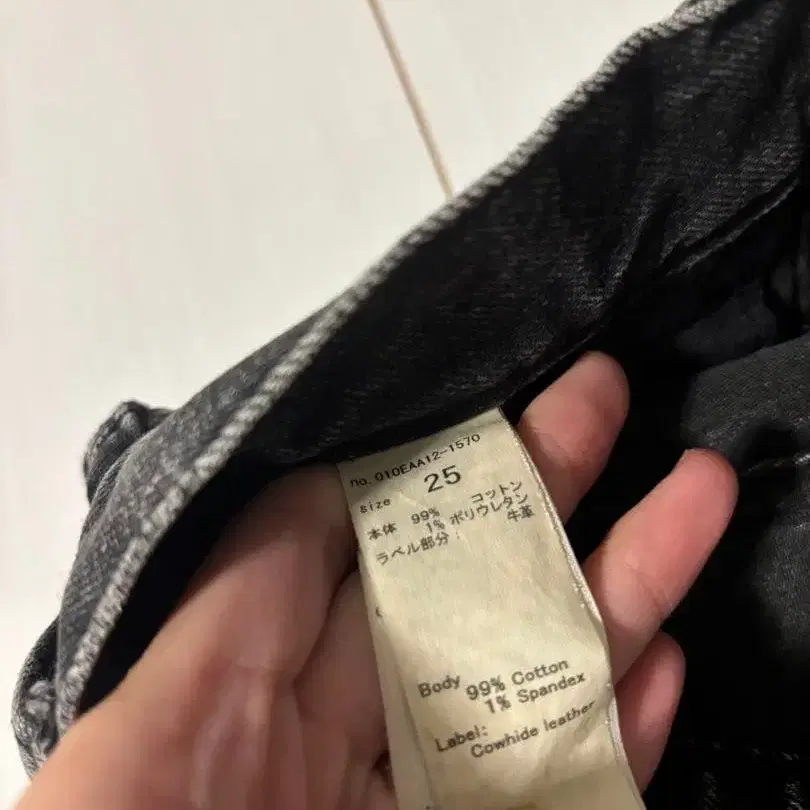 no. 010EAA12-1570
size 25
本体 99% コットン
1% ポリウレタン
ラベル部分： 牛革
Body 99% Cotton
1% Spandex
Label:
Cowhide leather